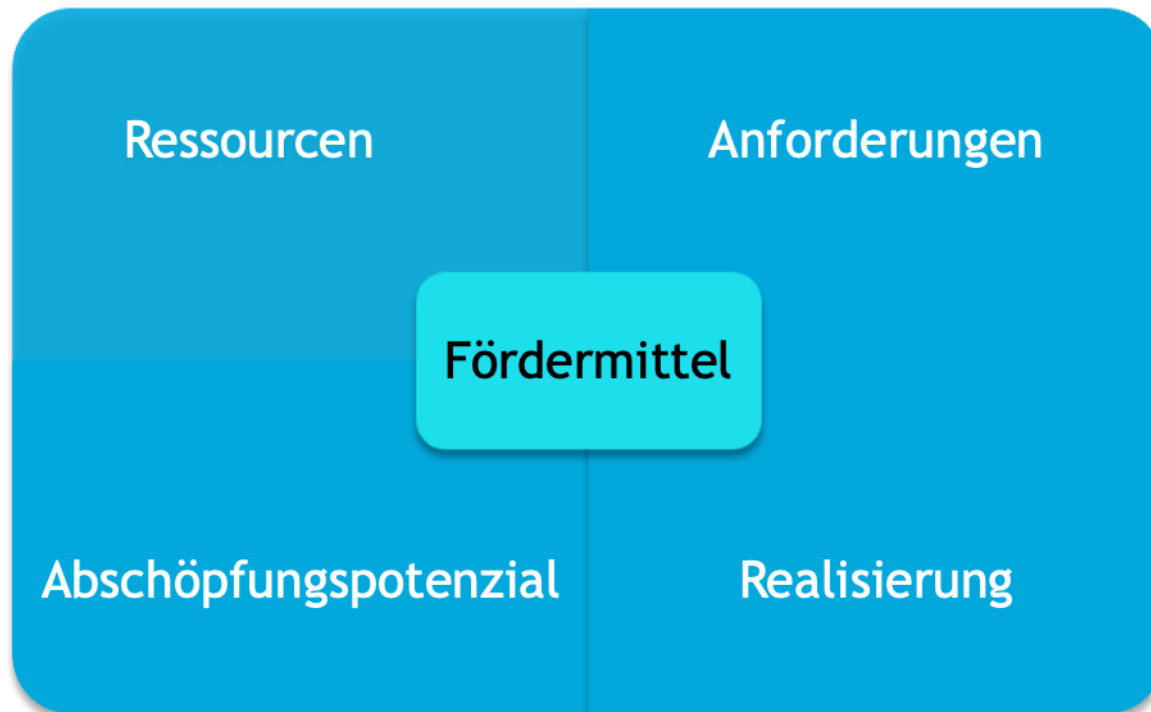 Ressourcen
Anforderungen
Fördermittel
Abschöpfungspotenzial
Realisierung